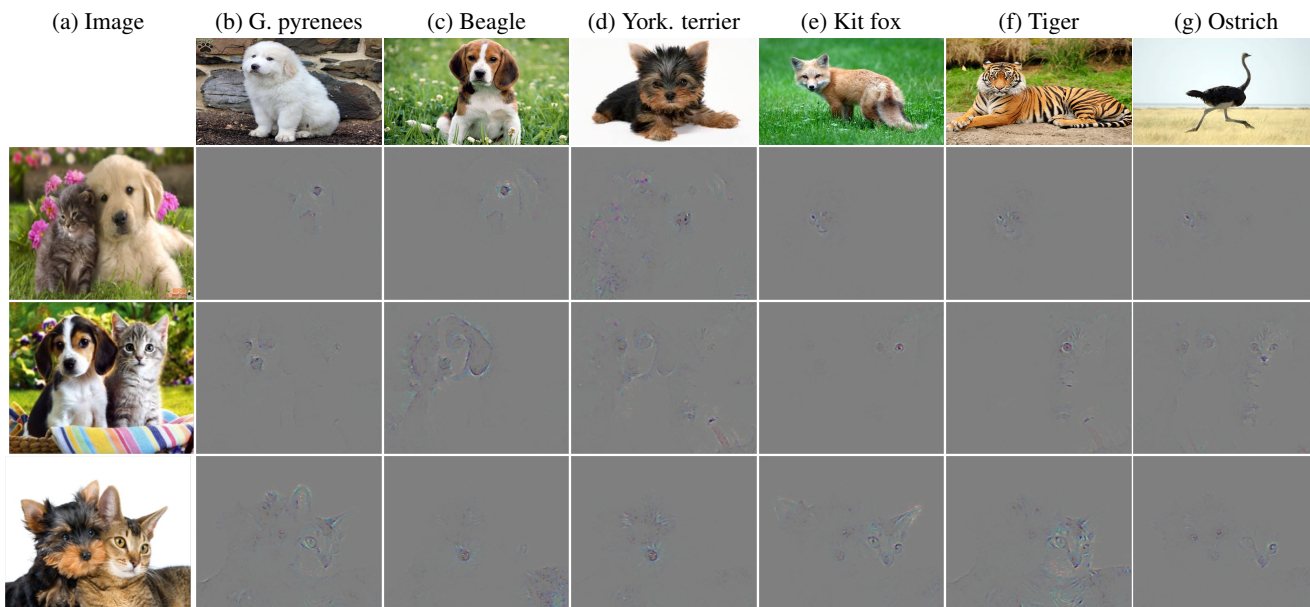 (a) Image
(b) G. pyrenees
(c) Beagle
(d) York. terrier
(e) Kit fox
(f) Tiger
(g) Ostrich